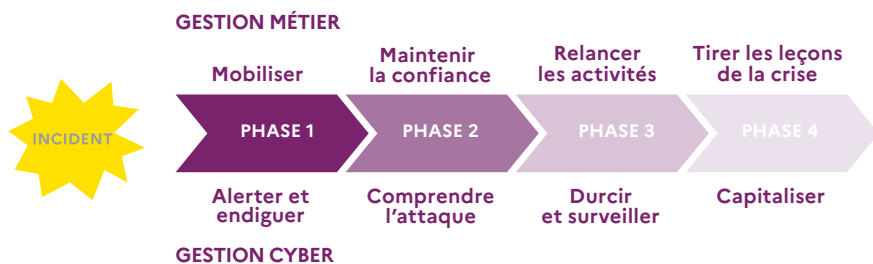 GESTION MÉTIER
Mobiliser
Maintenir
la confiance
Relancer
les activités
Tirer les leçons
de la crise
INCIDENT
PHASE 1
PHASE 2
PHASE 3
PHASE 4
Alerter et
endiguer
Comprendre
l’attaque
Durcir
et surveiller
Capitaliser
GESTION CYBER